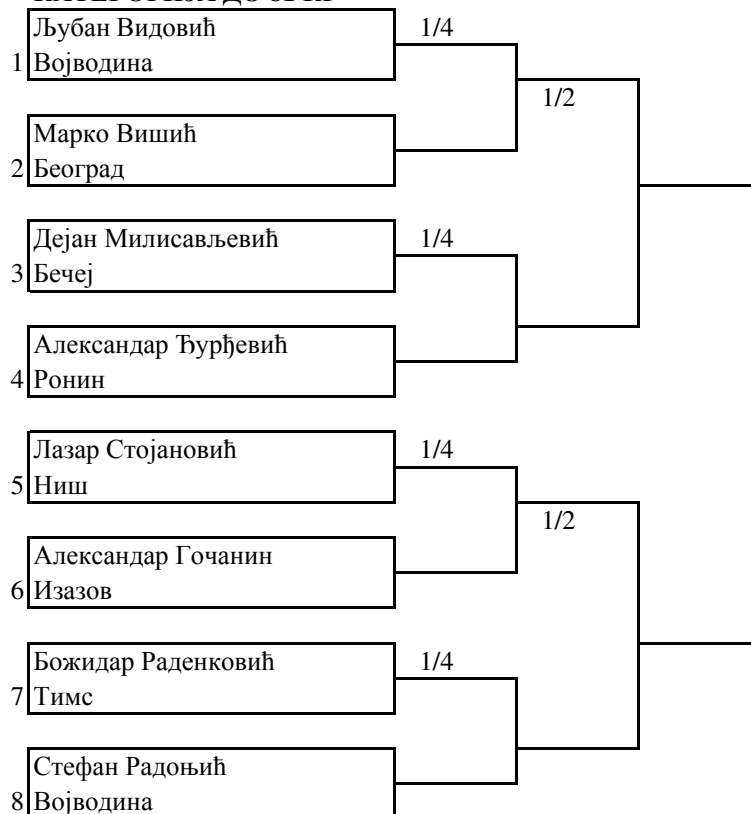 Љубан Видовић 1/4
1 Војводина
1/2
Марко Вишић
2 Београд
Дејан Милисављевић 1/4
3 Бечеј
Александар Ђурђевић
4 Ронин
Лазар Стојановић 1/4
5 Ниш
1/2
Александар Гочанин
6 Изазов
Божидар Раденковић 1/4
7 Тимс
Стефан Радоњић
8 Војводина